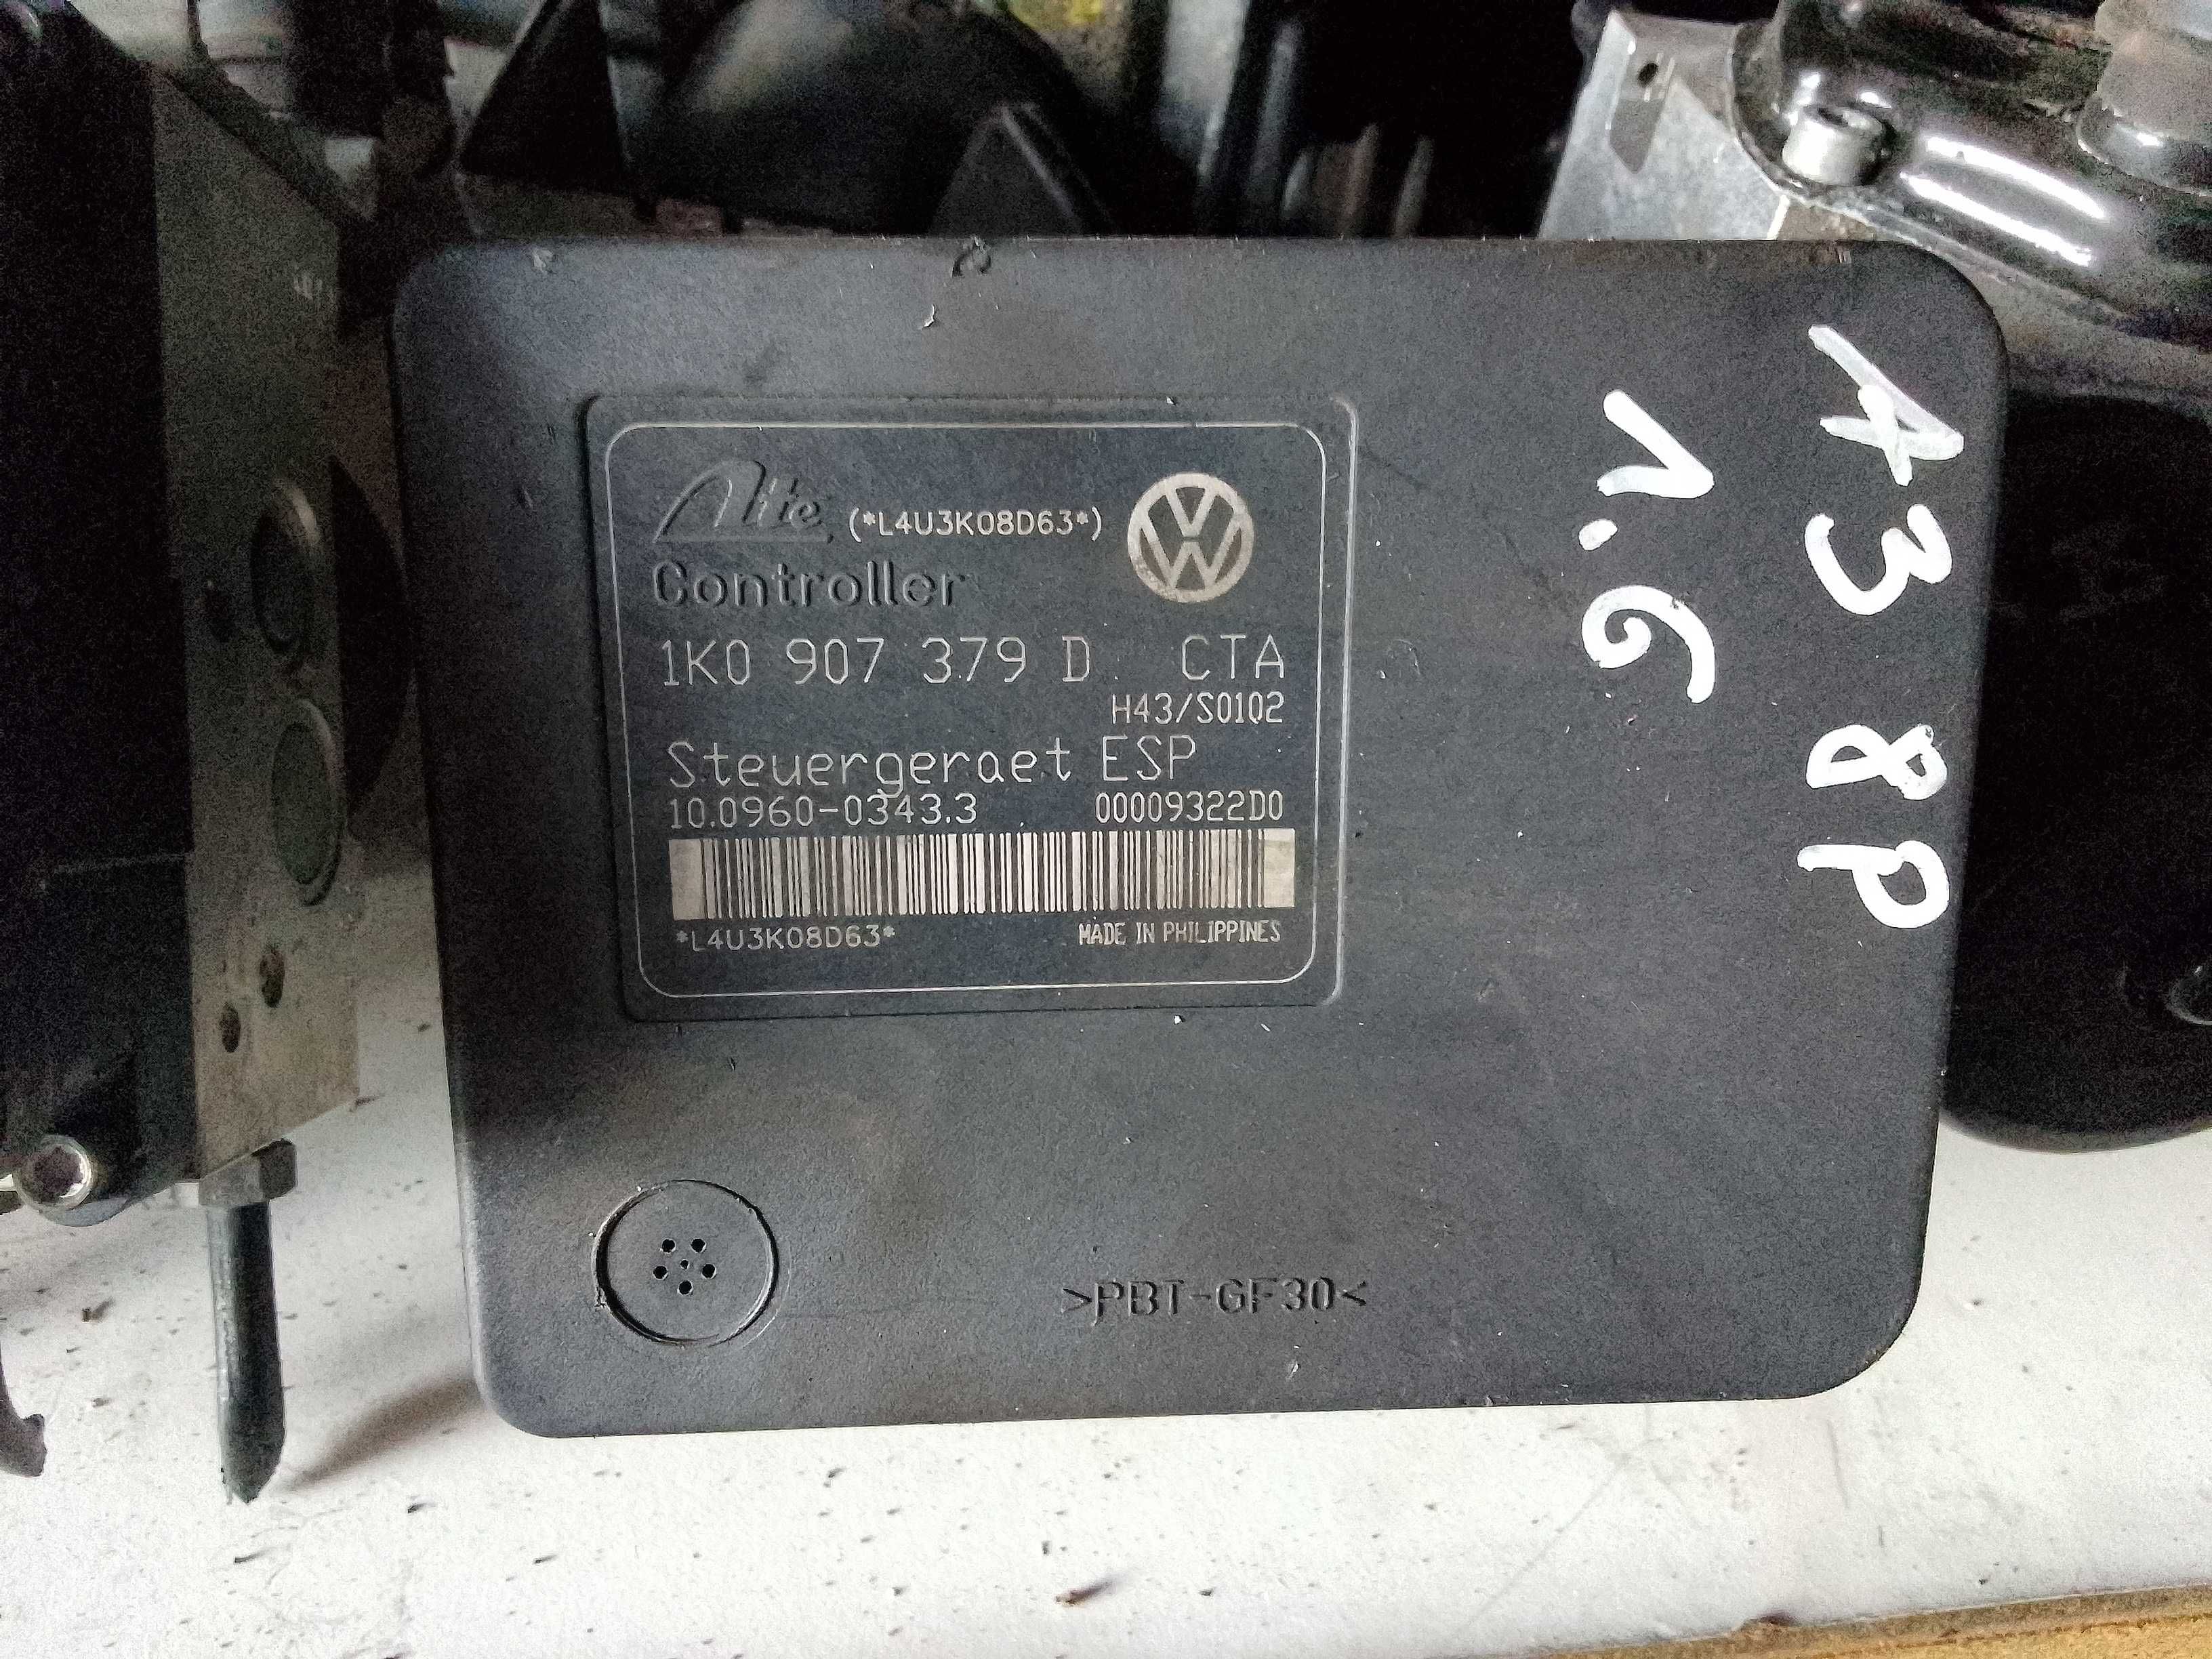 Ate (*L4U3K08D63*)
Controller
1K0 907 379 D CTA
H43/S0102
Steuergeraet ESP
10.0960-0343.3 00009322D0
*L4U3K08D63* MADE IN PHILIPPINES
>PBT-GF30<
A3 8P
1.6